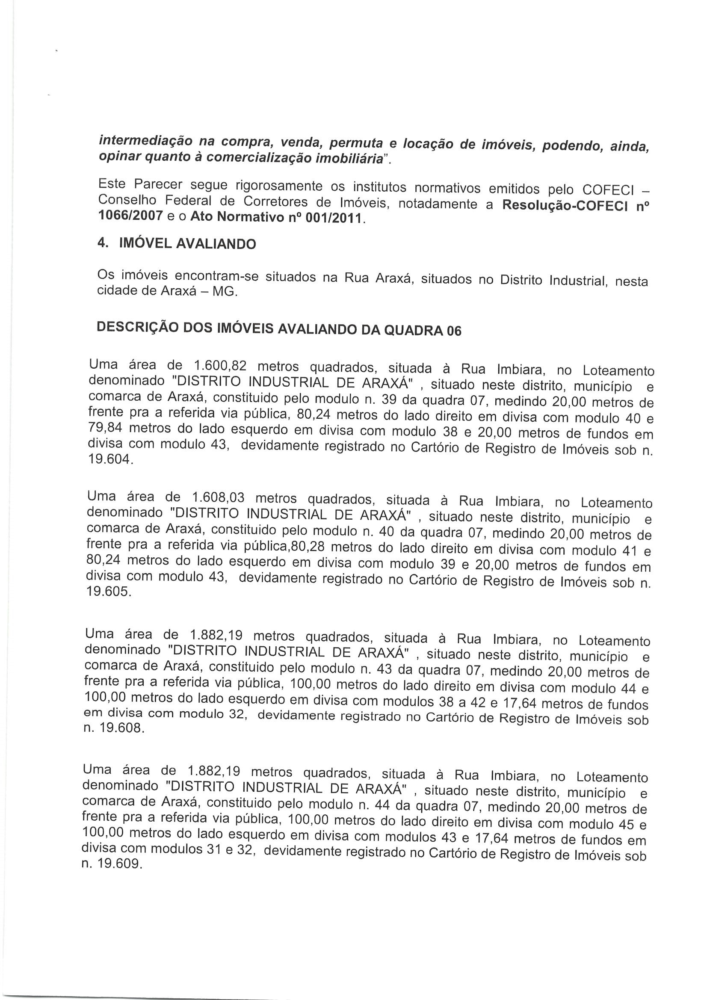 intermediação na compra, venda, permuta e locação de imóveis, podendo, ainda,
opinar quanto à comercialização imobiliária”.
Este Parecer segue rigorosamente os institutos normativos emitidos pelo COFECI –
Conselho Federal de Corretores de Imóveis, notadamente a Resolução-COFECI nº
1066/2007 e o Ato Normativo nº 001/2011.
4. IMÓVEL AVALIANDO
Os imóveis encontram-se situados na Rua Araxá, situados no Distrito Industrial, nesta
cidade de Araxá – MG.
DESCRIÇÃO DOS IMÓVEIS AVALIANDO DA QUADRA 06
Uma área de 1.600,82 metros quadrados, situada à Rua Imbiara, no Loteamento
denominado "DISTRITO INDUSTRIAL DE ARAXÁ" , situado neste distrito, município e
comarca de Araxá, constituido pelo modulo n. 39 da quadra 07, medindo 20,00 metros de
frente pra a referida via pública, 80,24 metros do lado direito em divisa com modulo 40 e
79,84 metros do lado esquerdo em divisa com modulo 38 e 20,00 metros de fundos em
divisa com modulo 43, devidamente registrado no Cartório de Registro de Imóveis sob n.
19.604.
Uma área de 1.608,03 metros quadrados, situada à Rua Imbiara, no Loteamento
denominado "DISTRITO INDUSTRIAL DE ARAXÁ" , situado neste distrito, município e
comarca de Araxá, constituido pelo modulo n. 40 da quadra 07, medindo 20,00 metros de
frente pra a referida via pública,80,28 metros do lado direito em divisa com modulo 41 e
80,24 metros do lado esquerdo em divisa com modulo 39 e 20,00 metros de fundos em
divisa com modulo 43, devidamente registrado no Cartório de Registro de Imóveis sob n.
19.605.
Uma área de 1.882,19 metros quadrados, situada à Rua Imbiara, no Loteamento
denominado "DISTRITO INDUSTRIAL DE ARAXÁ" , situado neste distrito, município e
comarca de Araxá, constituido pelo modulo n. 43 da quadra 07, medindo 20,00 metros de
frente pra a referida via pública, 100,00 metros do lado direito em divisa com modulo 44 e
100,00 metros do lado esquerdo em divisa com modulos 38 a 42 e 17,64 metros de fundos
em divisa com modulo 32, devidamente registrado no Cartório de Registro de Imóveis sob
n. 19.608.
Uma área de 1.882,19 metros quadrados, situada à Rua Imbiara, no Loteamento
denominado "DISTRITO INDUSTRIAL DE ARAXÁ" , situado neste distrito, município e
comarca de Araxá, constituido pelo modulo n. 44 da quadra 07, medindo 20,00 metros de
frente pra a referida via pública, 100,00 metros do lado direito em divisa com modulo 45 e
100,00 metros do lado esquerdo em divisa com modulos 43 e 17,64 metros de fundos em
divisa com modulos 31 e 32, devidamente registrado no Cartório de Registro de Imóveis sob
n. 19.609.